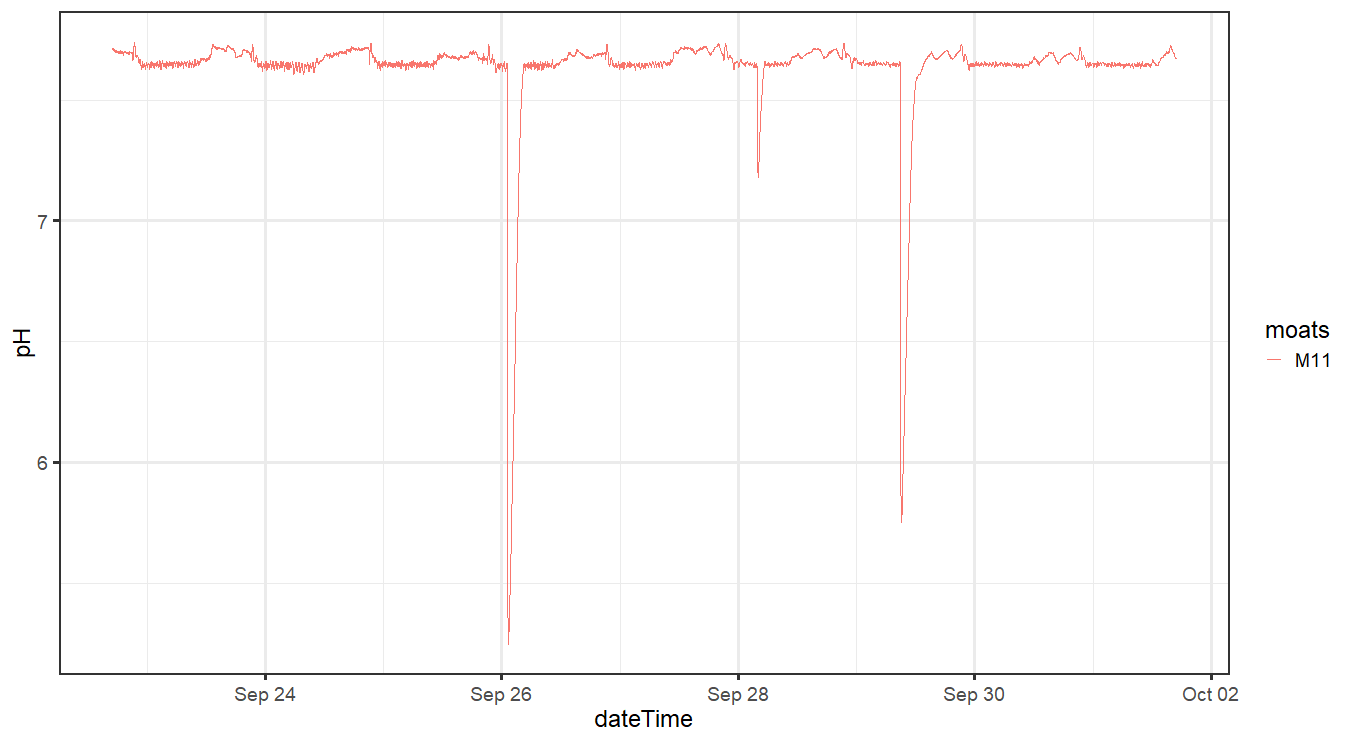 pH
7
6
Sep 24
Sep 26
Sep 28
Sep 30
Oct 02
dateTime
moats
M11